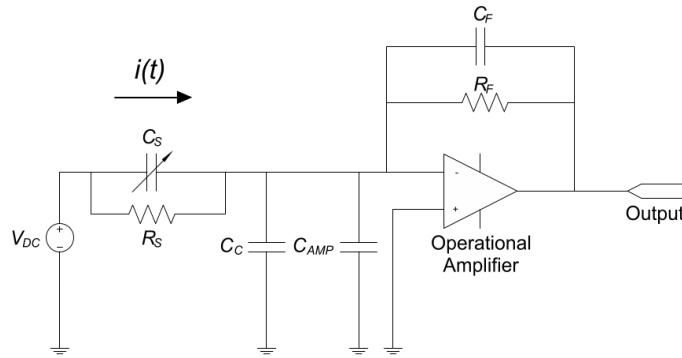 C_F
i(t)
R_F
C_S
-
+
+
-
V_DC
R_S
C_C
C_AMP
Operational
Amplifier
Output